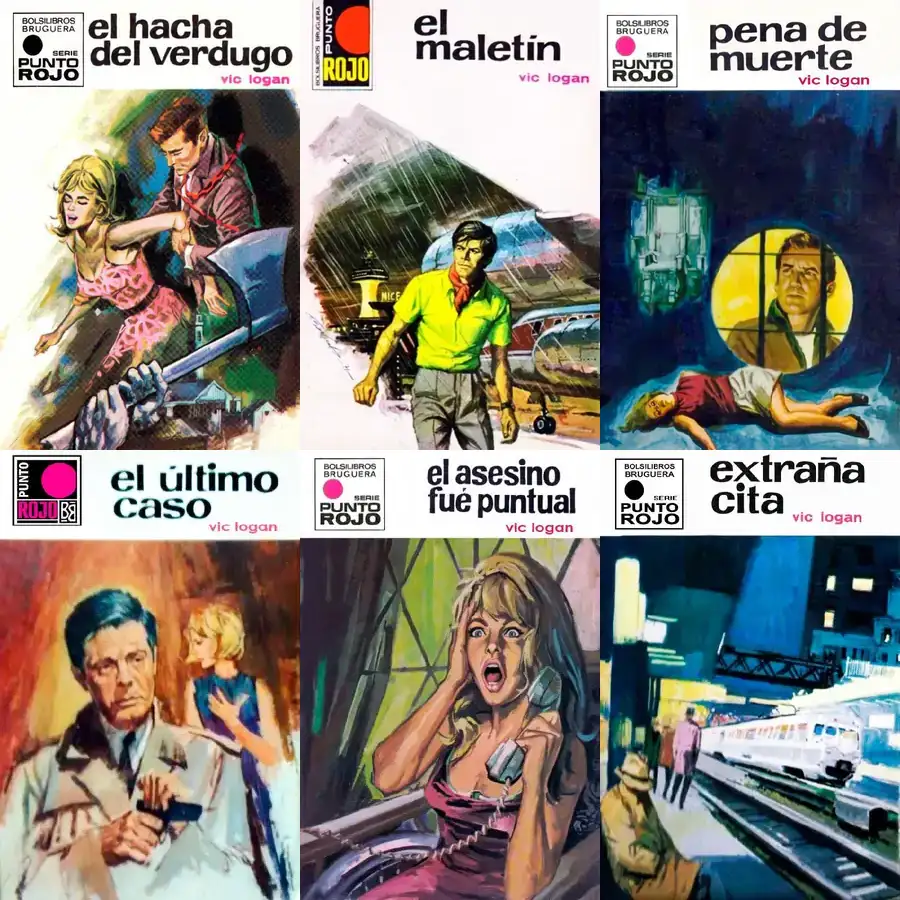 BOLSILIBROS
BRUGUERA
SERIE
PUNTO
ROJO
el hacha
del verdugo
vic logan
BOLSILIBROS BRUGUERA
PUNTO
ROJO
el
maletín
vic logan
NICE
BOLSILIBROS
BRUGUERA
SERIE
PUNTO
ROJO
pena de
muerte
vic logan
PUNTO
ROJO
BB
el último
caso
vic logan
BOLSILIBROS
BRUGUERA
SERIE
PUNTO
ROJO
el asesino
fué puntual
vic logan
BOLSILIBROS
BRUGUERA
SERIE
PUNTO
ROJO
extraña
cita
vic logan